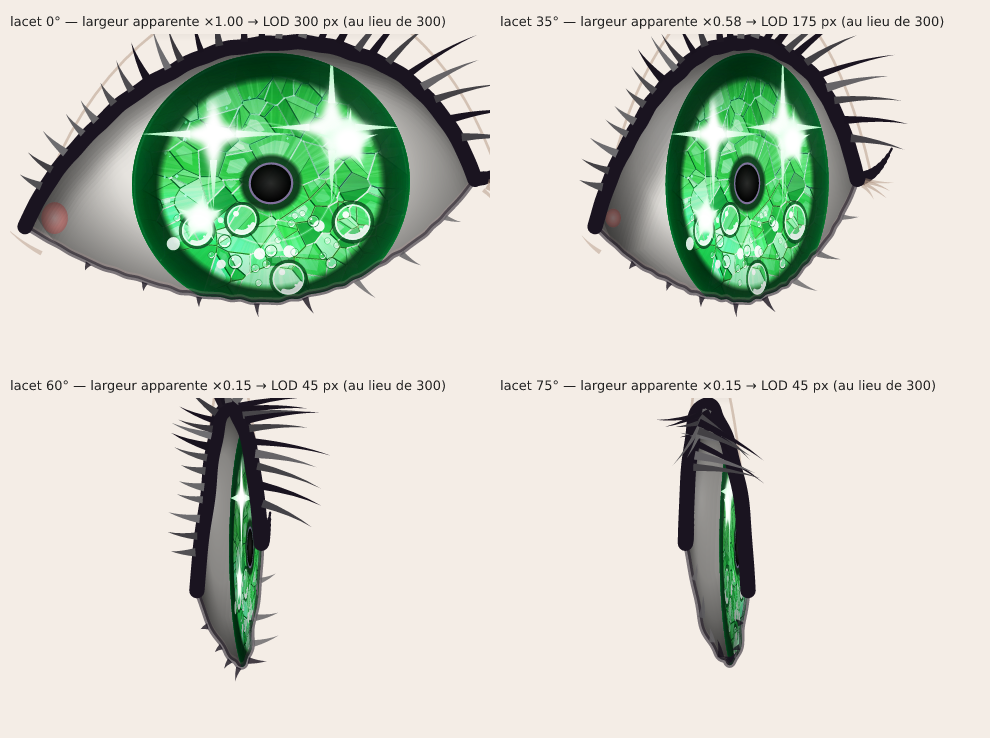 lacet 0° — largeur apparente ×1.00 → LOD 300 px (au lieu de 300)
lacet 35° — largeur apparente ×0.58 → LOD 175 px (au lieu de 300)
lacet 60° — largeur apparente ×0.15 → LOD 45 px (au lieu de 300)
lacet 75° — largeur apparente ×0.15 → LOD 45 px (au lieu de 300)